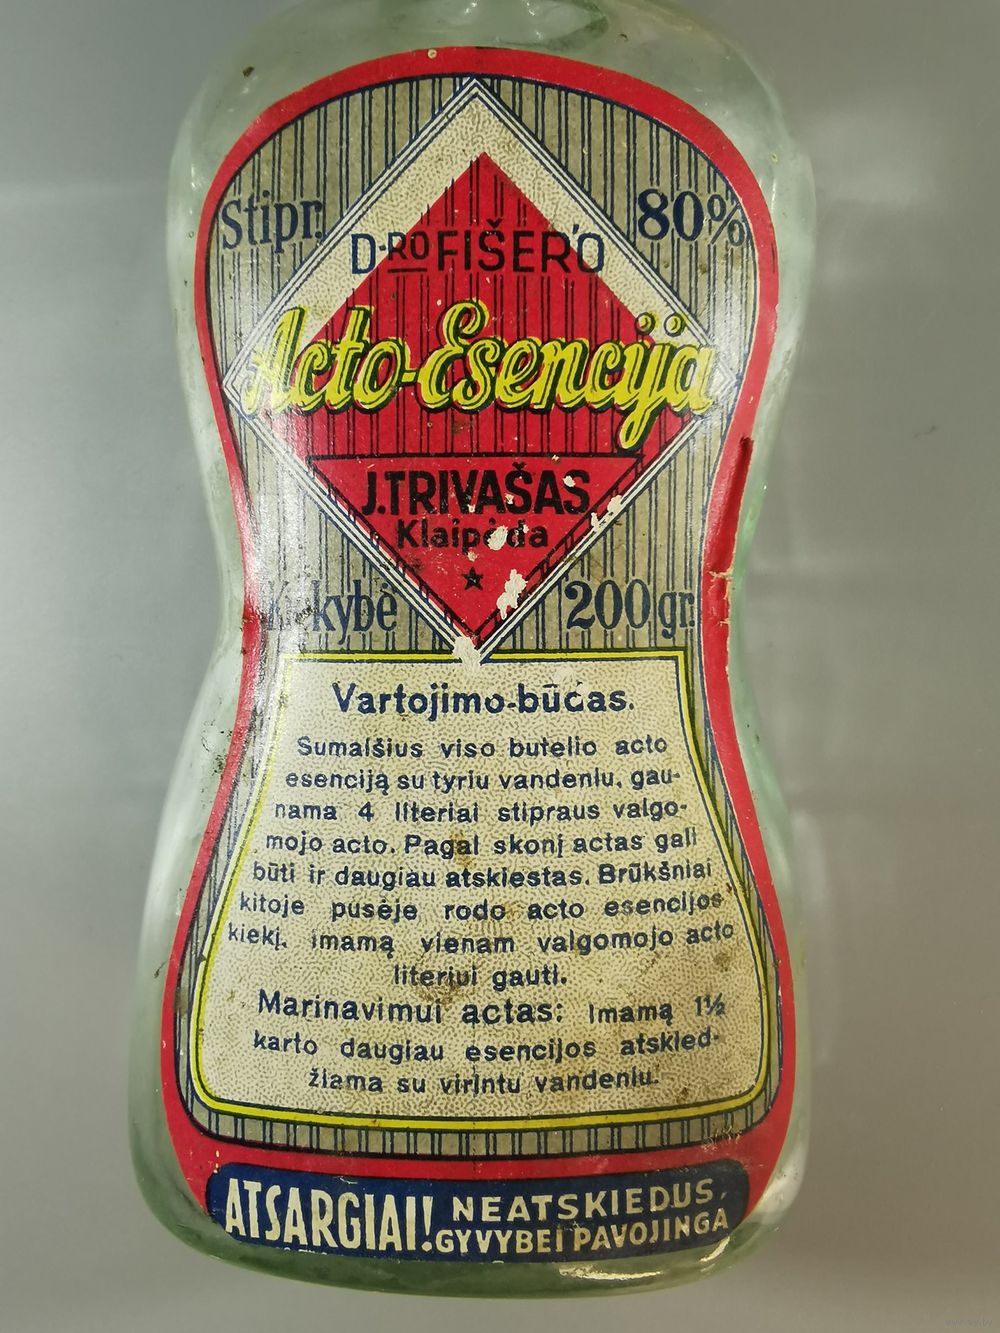 Stipr. 80%
D-RO FIŠER'O
Acto-Esencija
J. TRIVAŠAS
Klaipėda
200 gr.
Vartojimo-būdas.
Sumaišius viso butelio acto
esenciją su tyriu vandeniu, gau-
nama 4 literiai stipraus valgo-
mojo acto. Pagal skonį actas gali
būti ir daugiau atskiestas. Brūkšniai
kitoje pusėje rodo acto esencijos
kiekį, imamą vienam valgomojo acto
literiui gauti.
Marinavimui actas: imama 1½
karto daugiau esencijos atskied-
žiama su virintu vandeniu.
ATSARGIAI! NEATSKIEDUS,
GYVYBEI PAVOJINGA